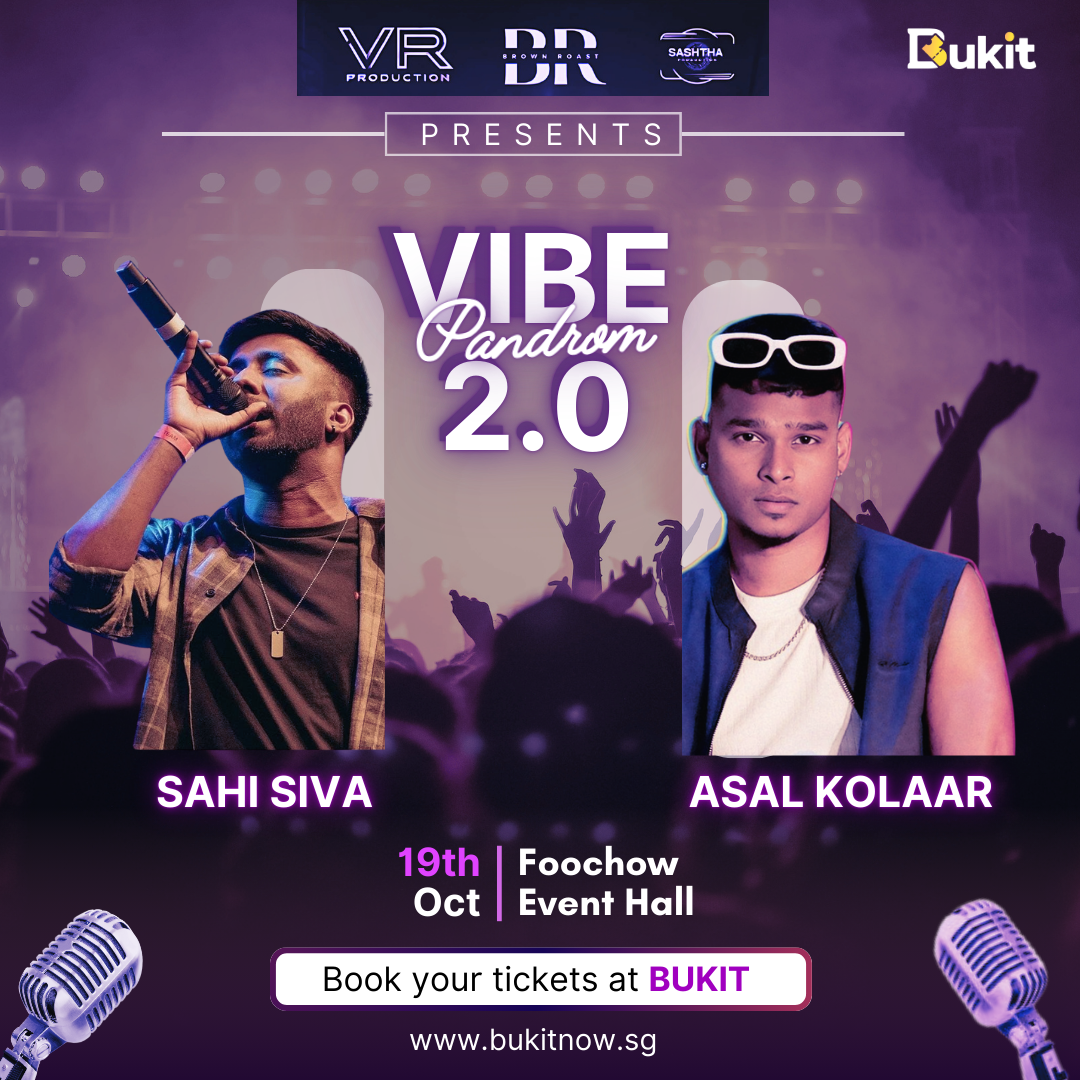 VR
PRODUCTION
BR
BROWN ROAST
SASHTHA
PRODUCTION
Bukit
PRESENTS
VIBE
Pandrom
2.0
SAHI SIVA
ASAL KOLAAR
19th
Oct
Foochow
Event Hall
Book your tickets at BUKIT
www.bukitnow.sg